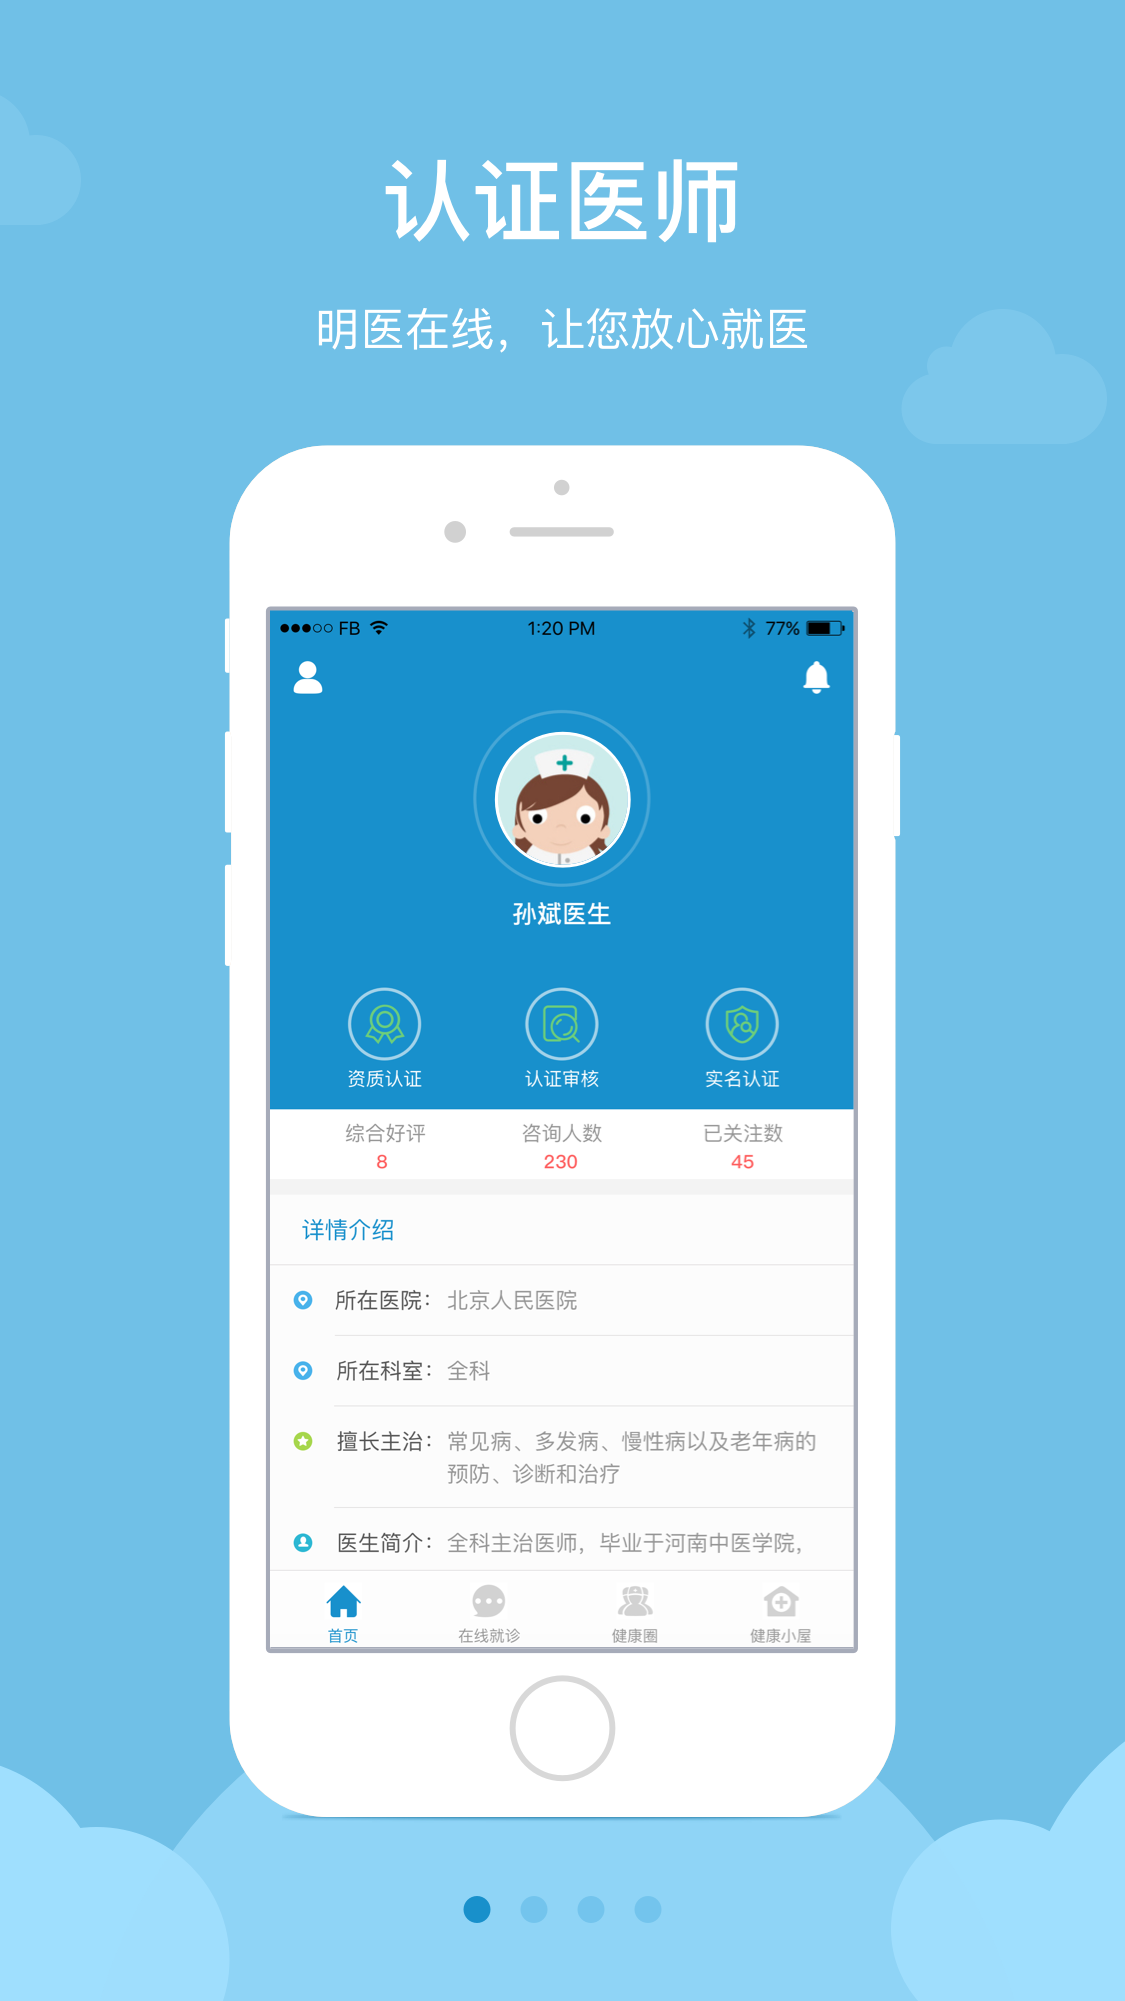 认证医师
明医在线，让您放心就医
FB 1:20 PM 77%
孙斌医生
资质认证 认证审核 实名认证
综合好评 咨询人数 已关注数
8 230 45
详情介绍
所在医院： 北京人民医院
所在科室： 全科
擅长主治： 常见病、多发病、慢性病以及老年病的
预防、诊断和治疗
医生简介： 全科主治医师，毕业于河南中医学院，
首页 在线就诊 健康圈 健康小屋